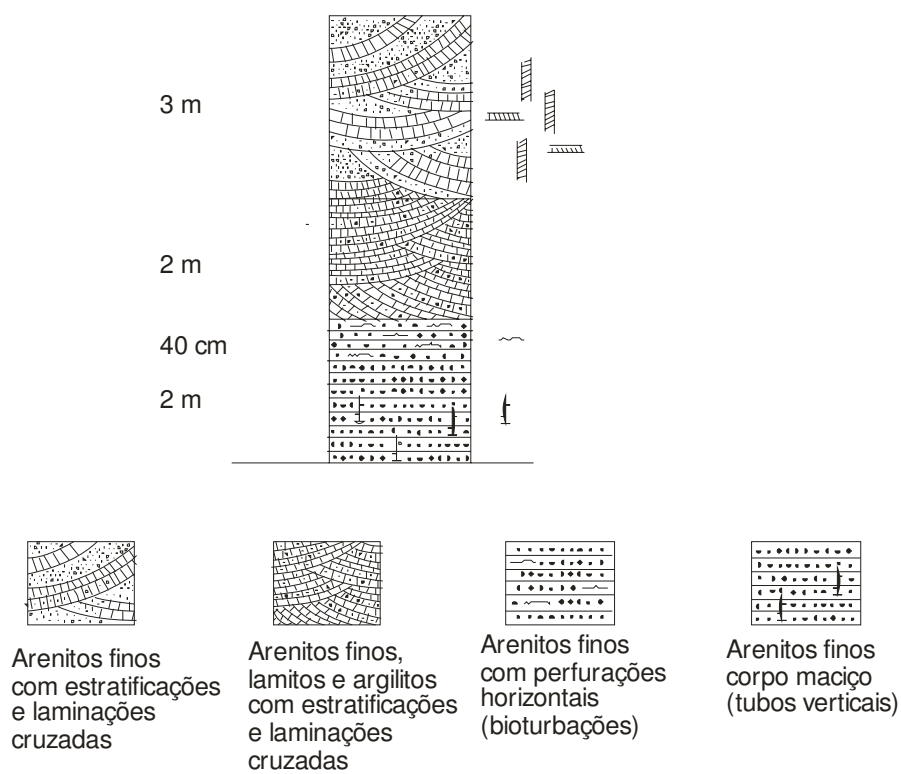 3 m
2 m
40 cm
2 m
Arenitos finos
com estratificações
e laminações
cruzadas
Arenitos finos,
lamitos e argilitos
com estratificações
e laminações
cruzadas
Arenitos finos
com perfurações
horizontais
(bioturbações)
Arenitos finos
corpo maciço
(tubos verticais)